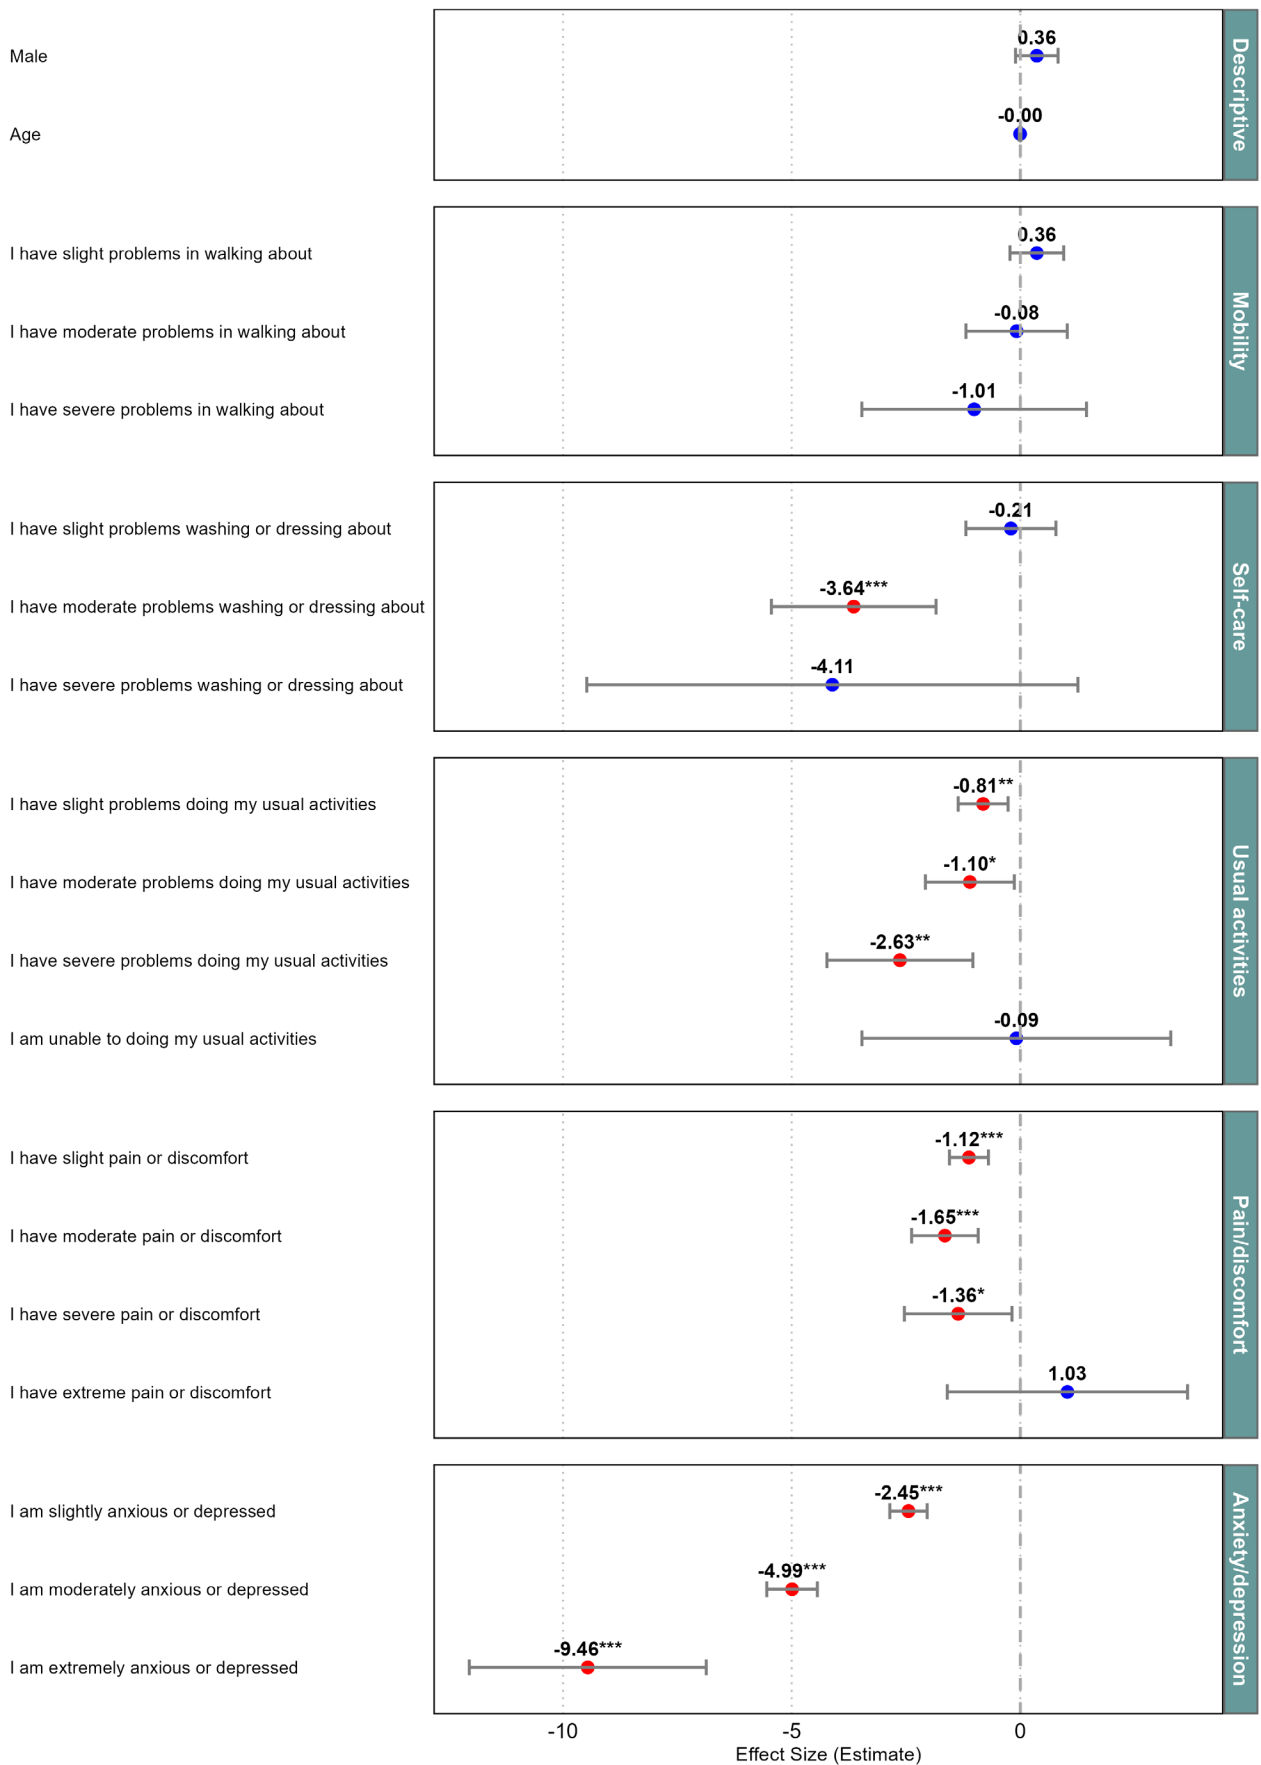 Descriptive
Male
0.36
Age
-0.00
Mobility
I have slight problems in walking about
0.36
I have moderate problems in walking about
-0.08
I have severe problems in walking about
-1.01
Self-care
I have slight problems washing or dressing about
-0.21
I have moderate problems washing or dressing about
-3.64***
I have severe problems washing or dressing about
-4.11
Usual activities
I have slight problems doing my usual activities
-0.81**
I have moderate problems doing my usual activities
-1.10*
I have severe problems doing my usual activities
-2.63**
I am unable to doing my usual activities
-0.09
Pain/discomfort
I have slight pain or discomfort
-1.12***
I have moderate pain or discomfort
-1.65***
I have severe pain or discomfort
-1.36*
I have extreme pain or discomfort
1.03
Anxiety/depression
I am slightly anxious or depressed
-2.45***
I am moderately anxious or depressed
-4.99***
I am extremely anxious or depressed
-9.46***
-10 -5 0
Effect Size (Estimate)